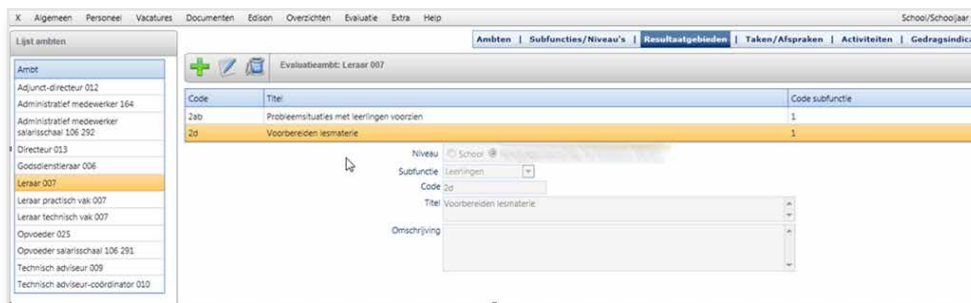 X Algemeen Personeel Vacatures Documenten Edison Overzichten Evaluatie Extra Help School/Schooljaar
Lijst ambten
Ambten | Subfuncties/Niveau's | Resultaatgebieden | Taken/Afspraken | Activiteiten | Gedragsindica
Evaluatieambt: Leraar 007
Ambt
Adjunct-directeur 012
Administratief medewerker 164
Administratief medewerker
salarisschaal 106 292
Directeur 013
Godsdienstleraar 006
Leraar 007
Leraar practisch vak 007
Leraar technisch vak 007
Opvoeder 025
Opvoeder salarisschaal 106 291
Technisch adviseur 009
Technisch adviseur-coördinator 010
Code Titel Code subfunctie
2ab Probleemsituaties met leerlingen voorzien 1
2d Voorbereiden lesmaterie 1
Niveau School
Subfunctie Leerlingen
Code 2d
Titel Voorbereiden lesmaterie
Omschrijving